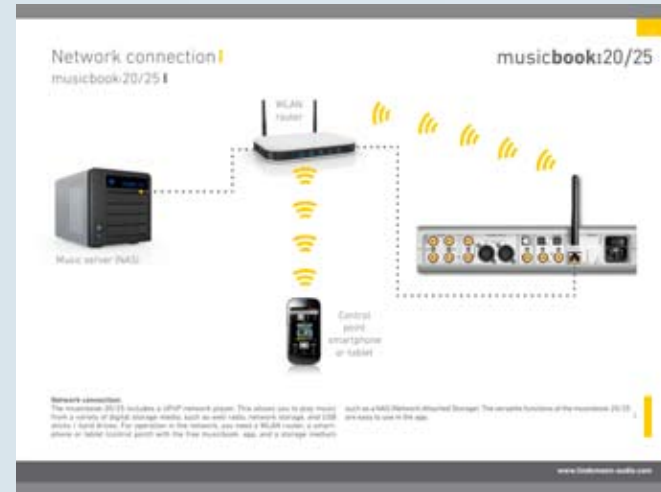 Network connection
musicbook:20/25
musicbook:20/25
WLAN
router
Music server (NAS)
Control
point
smartphone
or tablet
Network connection:
The musicbook 20/25 includes a UPnP network player. This allows you to play music
from a variety of digital storage media, such as web radio, network storage, and USB
sticks / hard drives. For operation in the network, you need a WLAN router, a smart-
phone or tablet (control point) with the free musicbook app, and a storage medium
such as a NAS (Network Attached Storage). The versatile functions of the musicbook 20/25
are easy to use in the app.
www.lindemann-audio.com